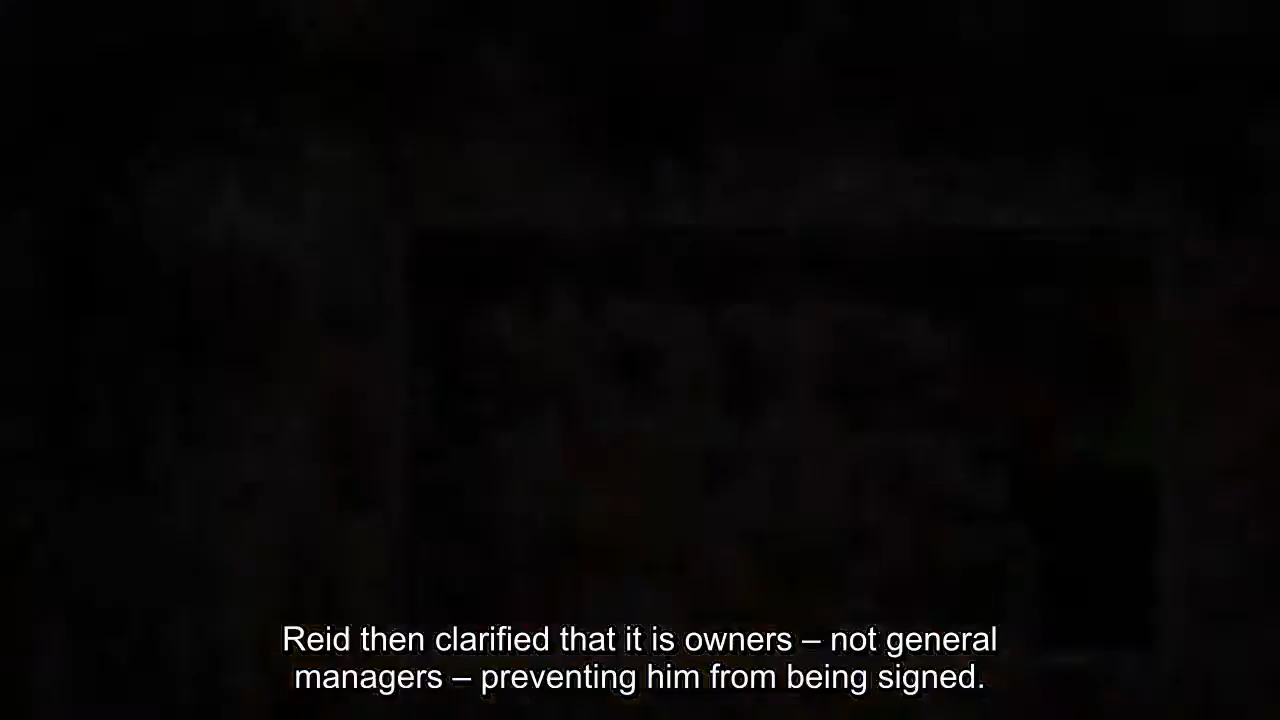 Reid then clarified that it is owners – not general
managers – preventing him from being signed.